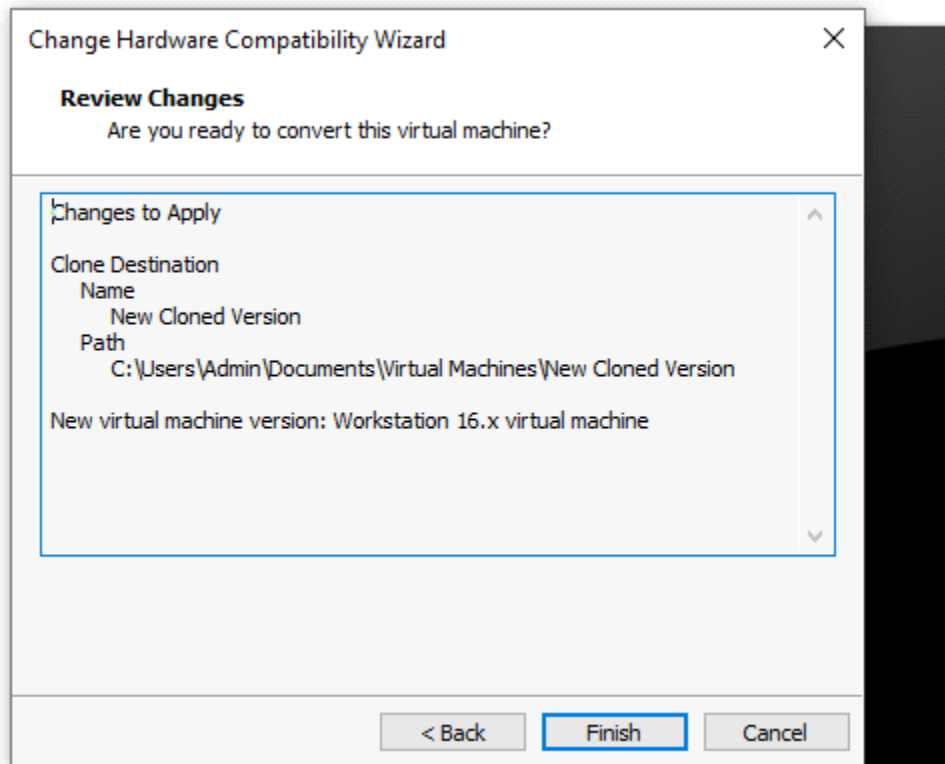 Change Hardware Compatibility Wizard
Review Changes
Are you ready to convert this virtual machine?
Changes to Apply
Clone Destination
Name
New Cloned Version
Path
C:\Users\Admin\Documents\Virtual Machines\New Cloned Version
New virtual machine version: Workstation 16.x virtual machine
< Back Finish Cancel